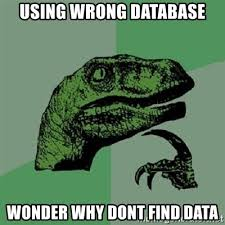 USING WRONG DATABASE
WONDER WHY DONT FIND DATA